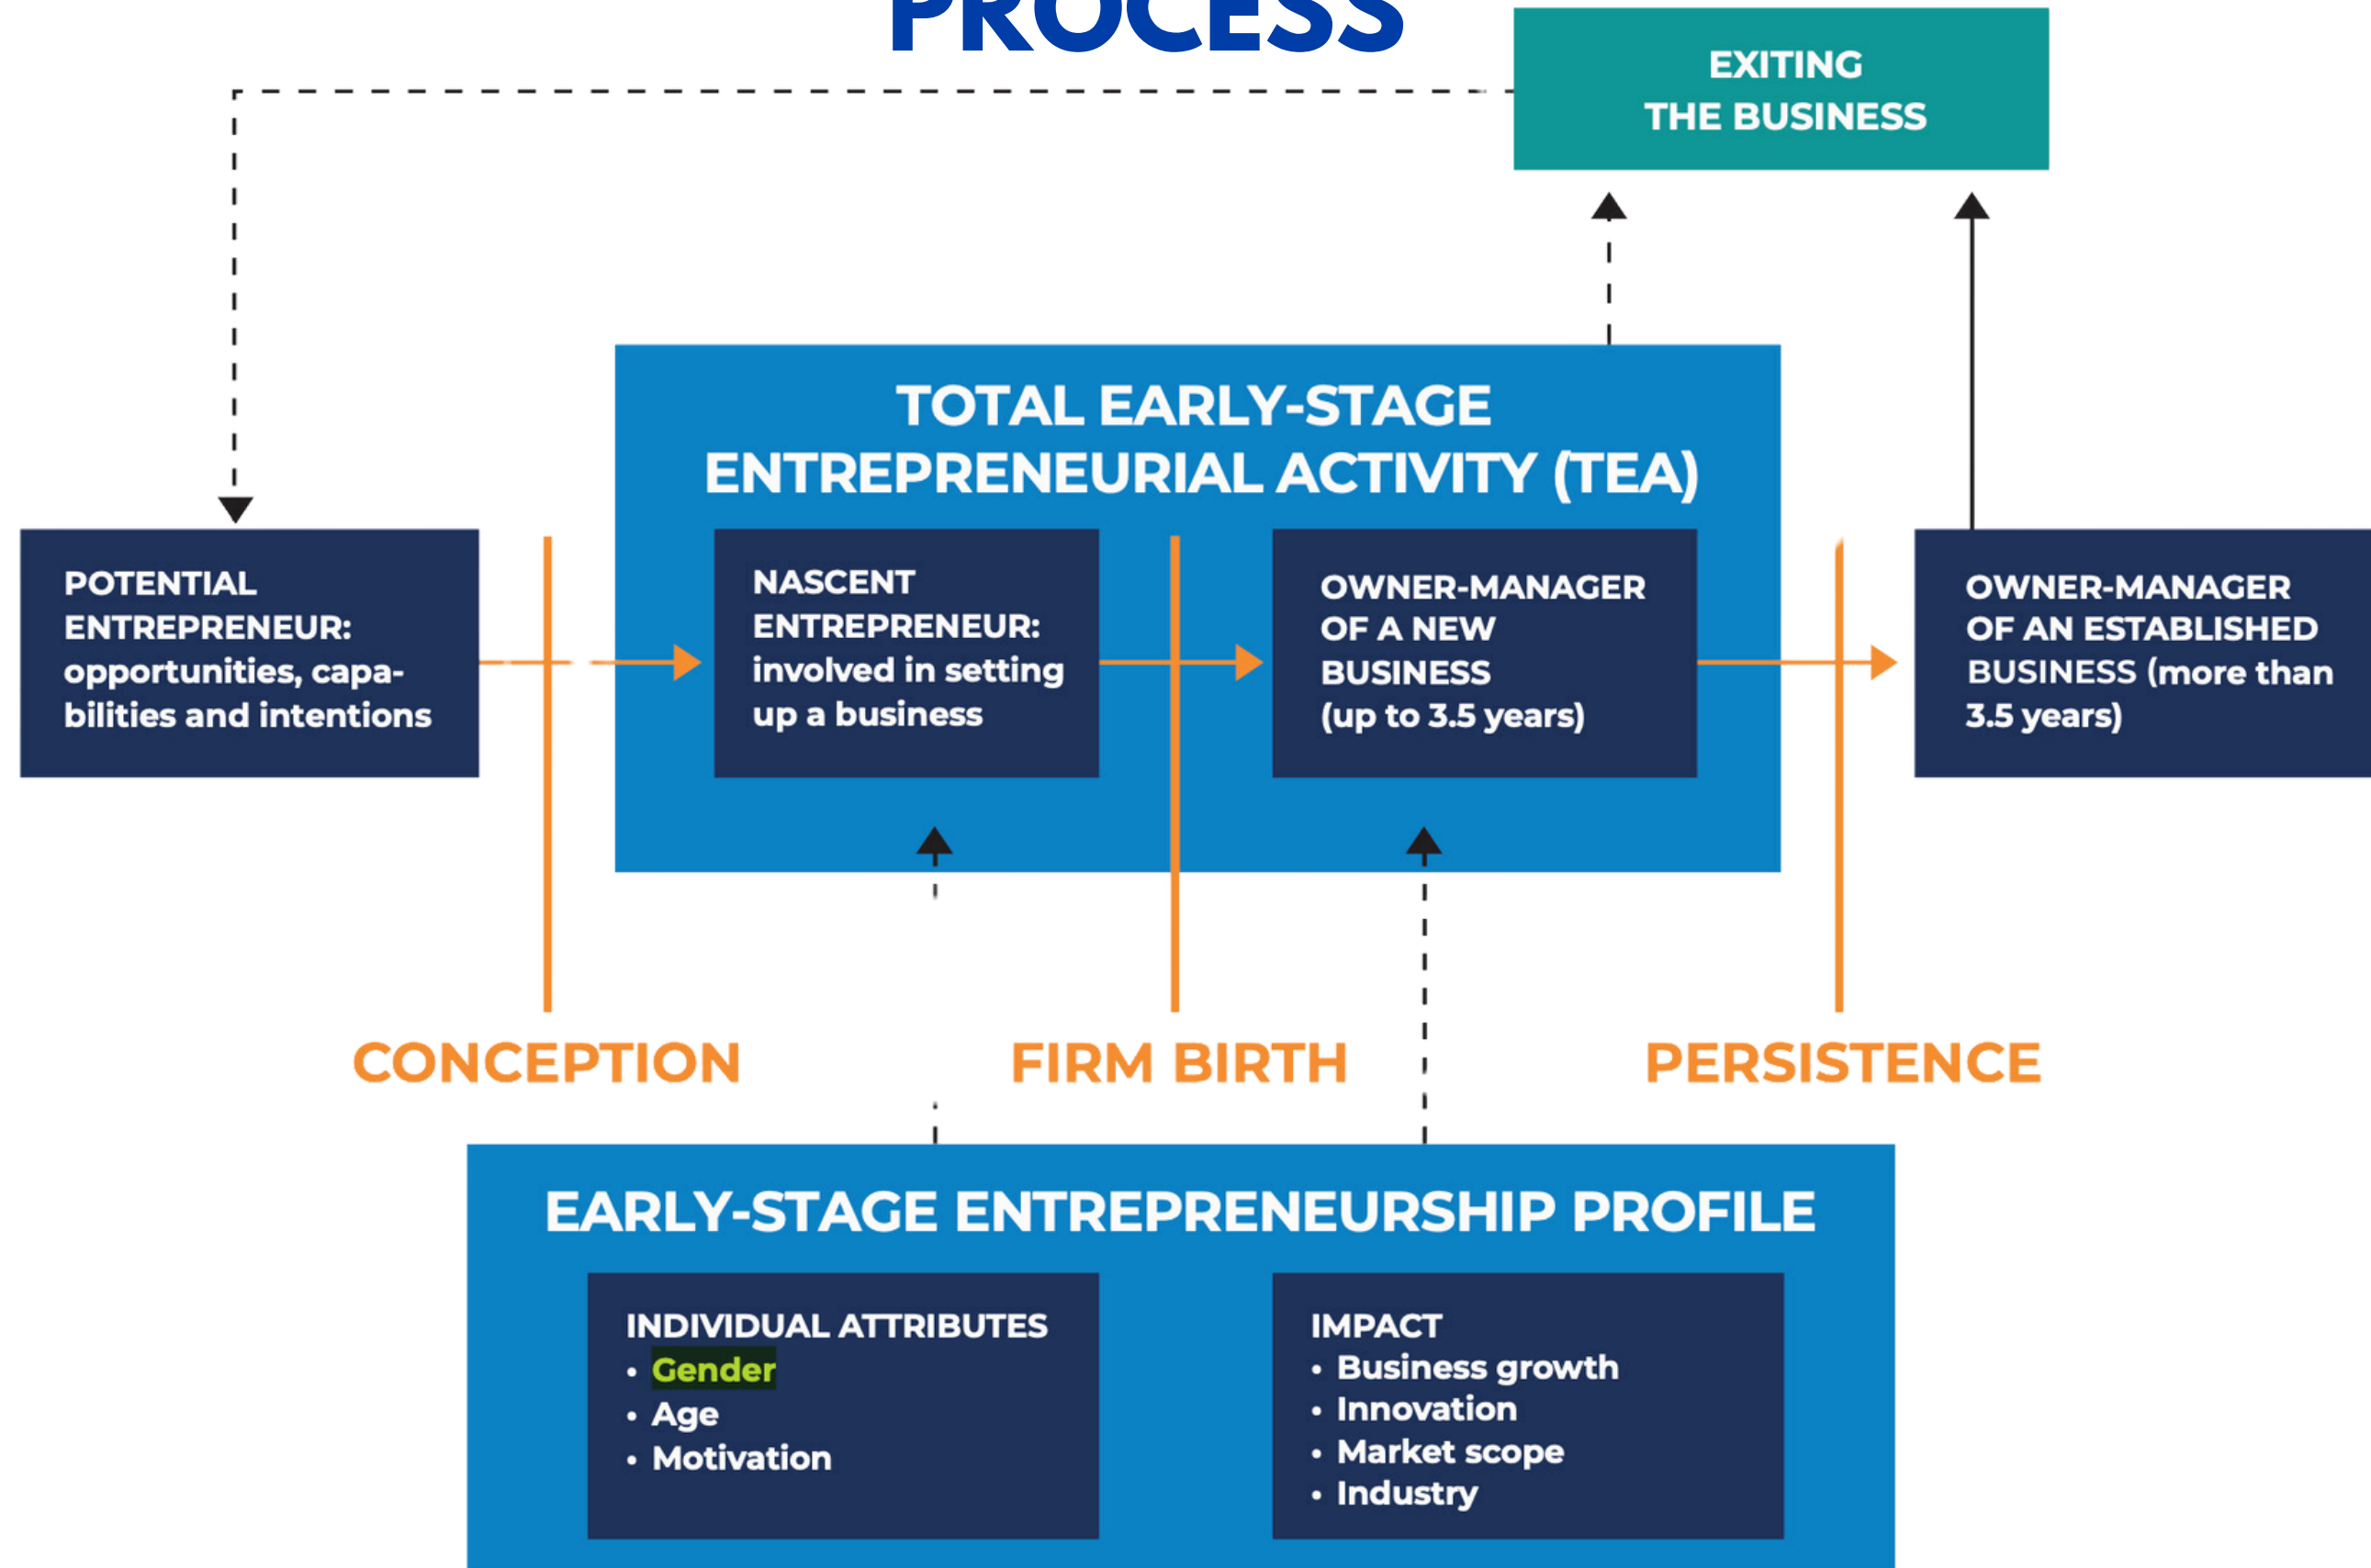 PROCESS
EXITING
THE BUSINESS
TOTAL EARLY-STAGE
ENTREPRENEURIAL ACTIVITY (TEA)
POTENTIAL
ENTREPRENEUR:
opportunities, capa-
bilities and intentions
NASCENT
ENTREPRENEUR:
involved in setting
up a business
OWNER-MANAGER
OF A NEW
BUSINESS
(up to 3.5 years)
OWNER-MANAGER
OF AN ESTABLISHED
BUSINESS (more than
3.5 years)
CONCEPTION
FIRM BIRTH
PERSISTENCE
EARLY-STAGE ENTREPRENEURSHIP PROFILE
INDIVIDUAL ATTRIBUTES
• Gender
• Age
• Motivation
IMPACT
• Business growth
• Innovation
• Market scope
• Industry